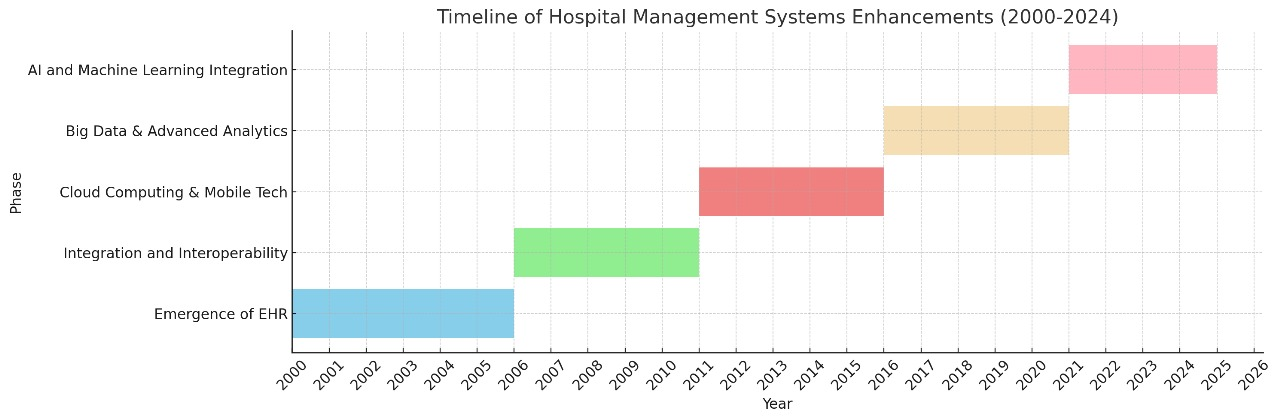 Timeline of Hospital Management Systems Enhancements (2000-2024)
AI and Machine Learning Integration
Big Data & Advanced Analytics
Cloud Computing & Mobile Tech
Integration and Interoperability
Emergence of EHR
Phase
2000 2001 2002 2003 2004 2005 2006 2007 2008 2009 2010 2011 2012 2013 2014 2015 2016 2017 2018 2019 2020 2021 2022 2023 2024 2025 2026
Year